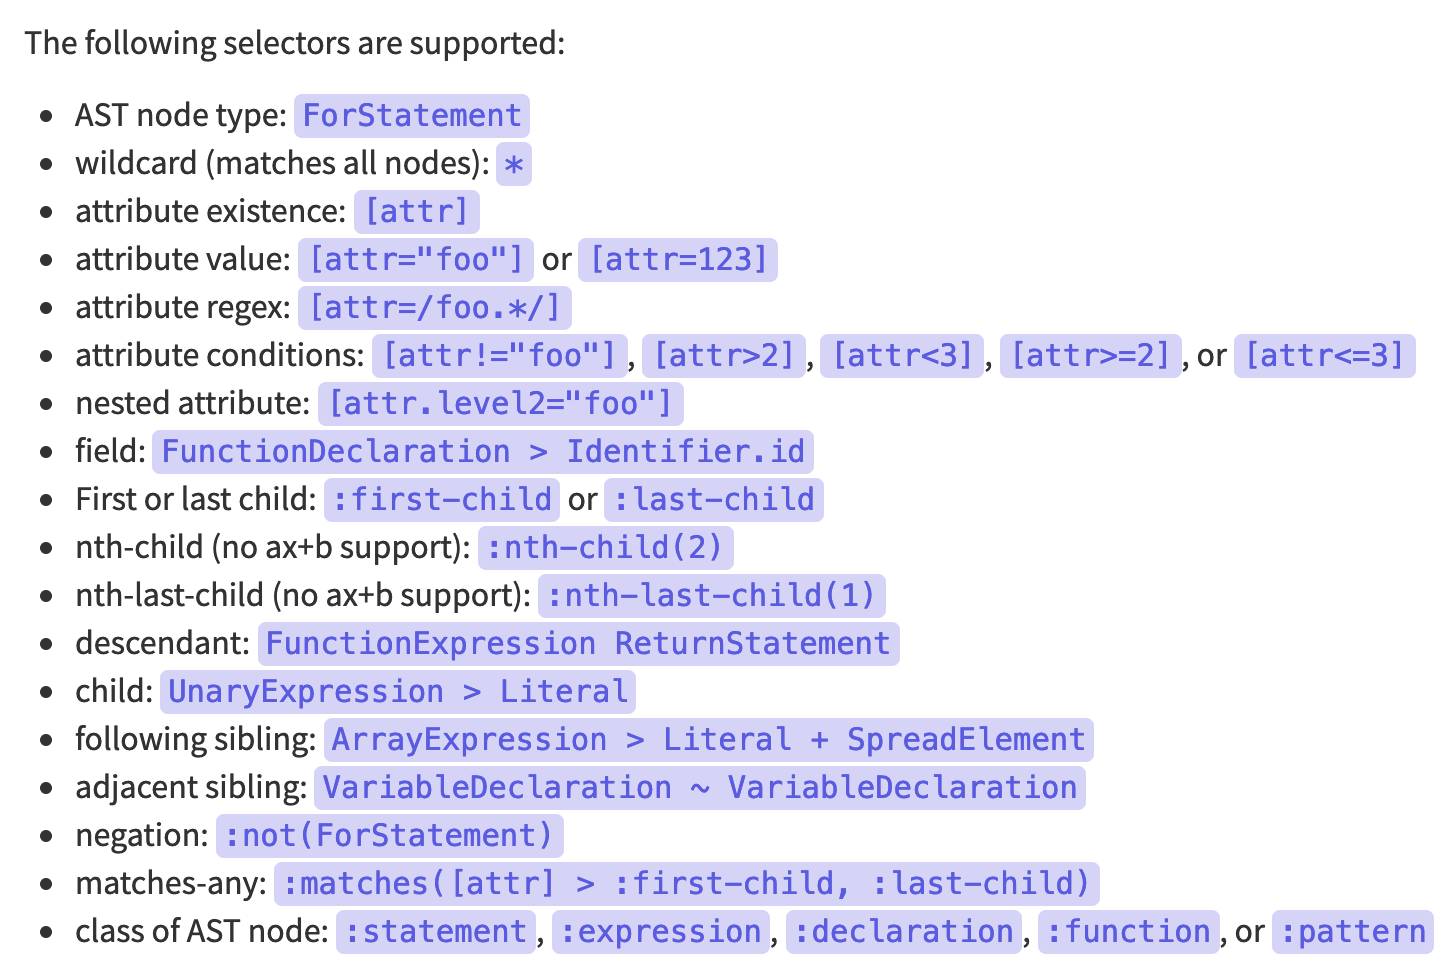 The following selectors are supported:
• AST node type: ForStatement
• wildcard (matches all nodes): *
• attribute existence: [attr]
• attribute value: [attr="foo"] or [attr=123]
• attribute regex: [attr=/foo.*/]
• attribute conditions: [attr!="foo"], [attr>2], [attr<3], [attr>=2], or [attr<=3]
• nested attribute: [attr.level2="foo"]
• field: FunctionDeclaration > Identifier.id
• First or last child: :first-child or :last-child
• nth-child (no ax+b support): :nth-child(2)
• nth-last-child (no ax+b support): :nth-last-child(1)
• descendant: FunctionExpression ReturnStatement
• child: UnaryExpression > Literal
• following sibling: ArrayExpression > Literal + SpreadElement
• adjacent sibling: VariableDeclaration ~ VariableDeclaration
• negation: :not(ForStatement)
• matches-any: :matches([attr] > :first-child, :last-child)
• class of AST node: :statement, :expression, :declaration, :function, or :pattern